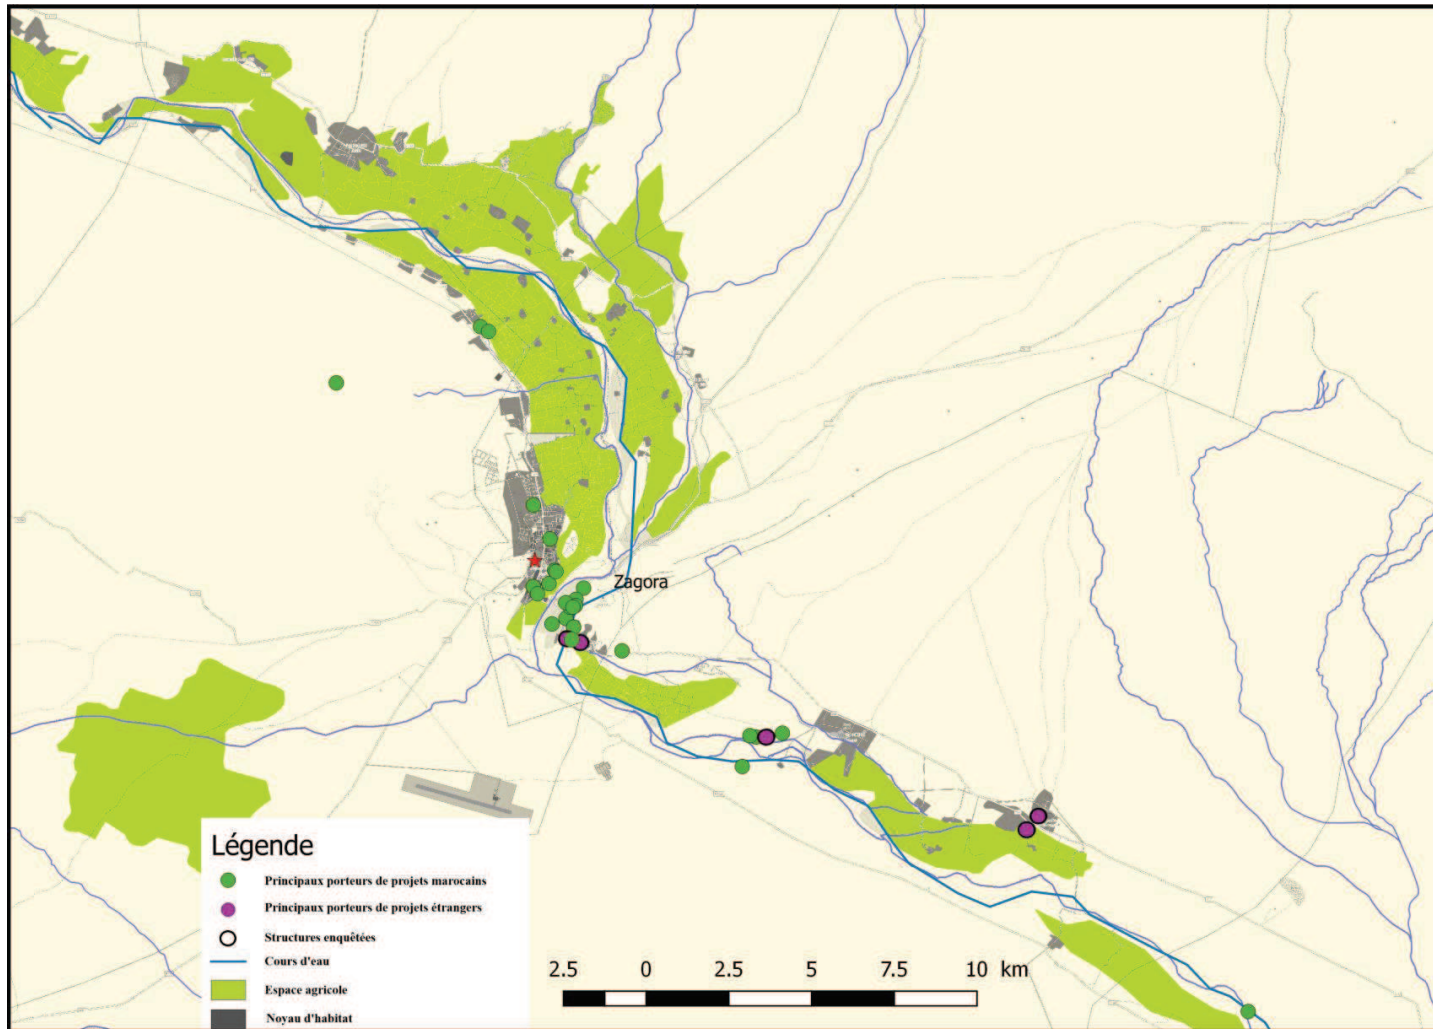 Zagora
Légende
Principaux porteurs de projets marocains
Principaux porteurs de projets étrangers
Structures enquêtées
Cours d'eau
Espace agricole
Noyau d'habitat
2.5 0 2.5 5 7.5 10 km